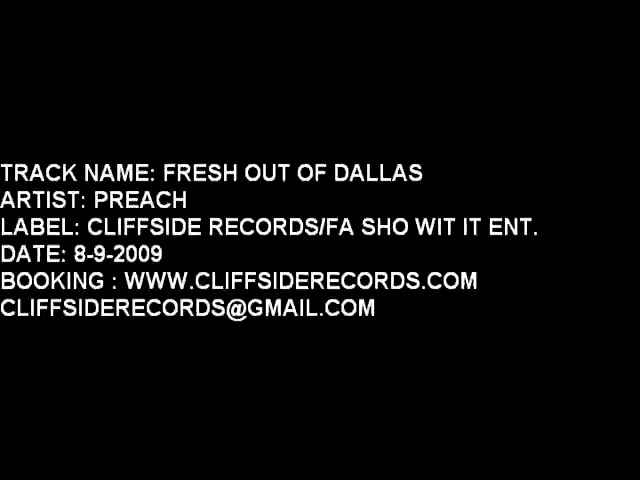 TRACK NAME: FRESH OUT OF DALLAS
ARTIST: PREACH
LABEL: CLIFFSIDE RECORDS/FA SHO WIT IT ENT.
DATE: 8-9-2009
BOOKING : WWW.CLIFFSIDERECORDS.COM
CLIFFSIDERECORDS@GMAIL.COM